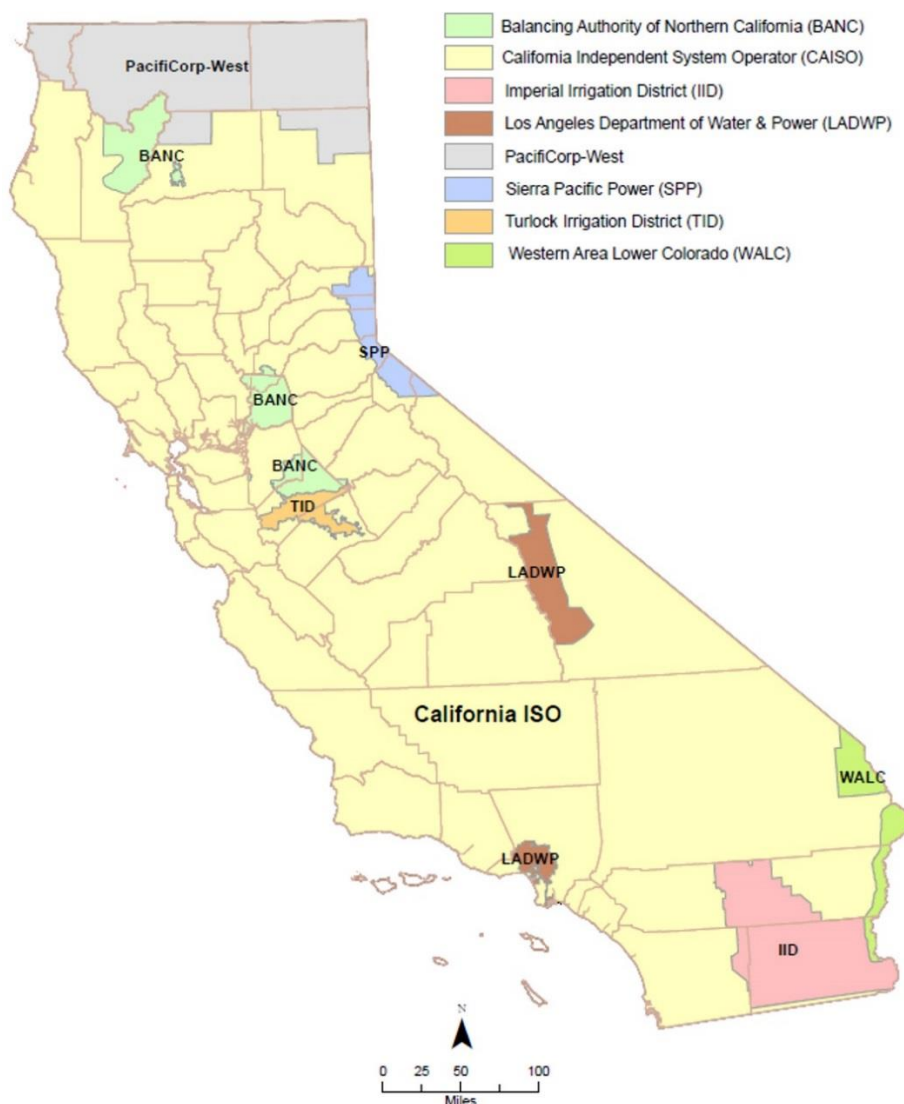 Balancing Authority of Northern California (BANC)
California Independent System Operator (CAISO)
Imperial Irrigation District (IID)
Los Angeles Department of Water & Power (LADWP)
PacifiCorp-West
Sierra Pacific Power (SPP)
Turlock Irrigation District (TID)
Western Area Lower Colorado (WALC)
PacifiCorp-West
BANC
SPP
BANC
BANC
TID
LADWP
California ISO
WALC
LADWP
IID
N
0 25 50 100
Miles